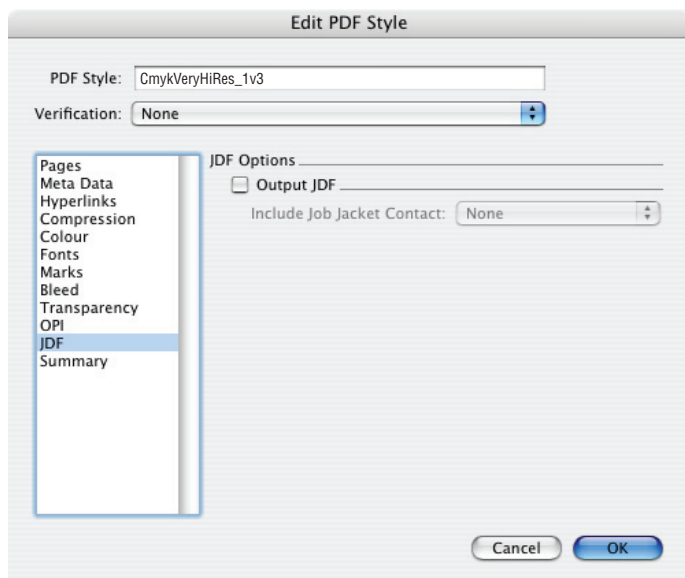 Edit PDF Style
PDF Style: CmykVeryHiRes_1v3
Verification: None
Pages
Meta Data
Hyperlinks
Compression
Colour
Fonts
Marks
Bleed
Transparency
OPI
JDF
Summary
JDF Options
Output JDF
Include Job Jacket Contact: None
Cancel OK